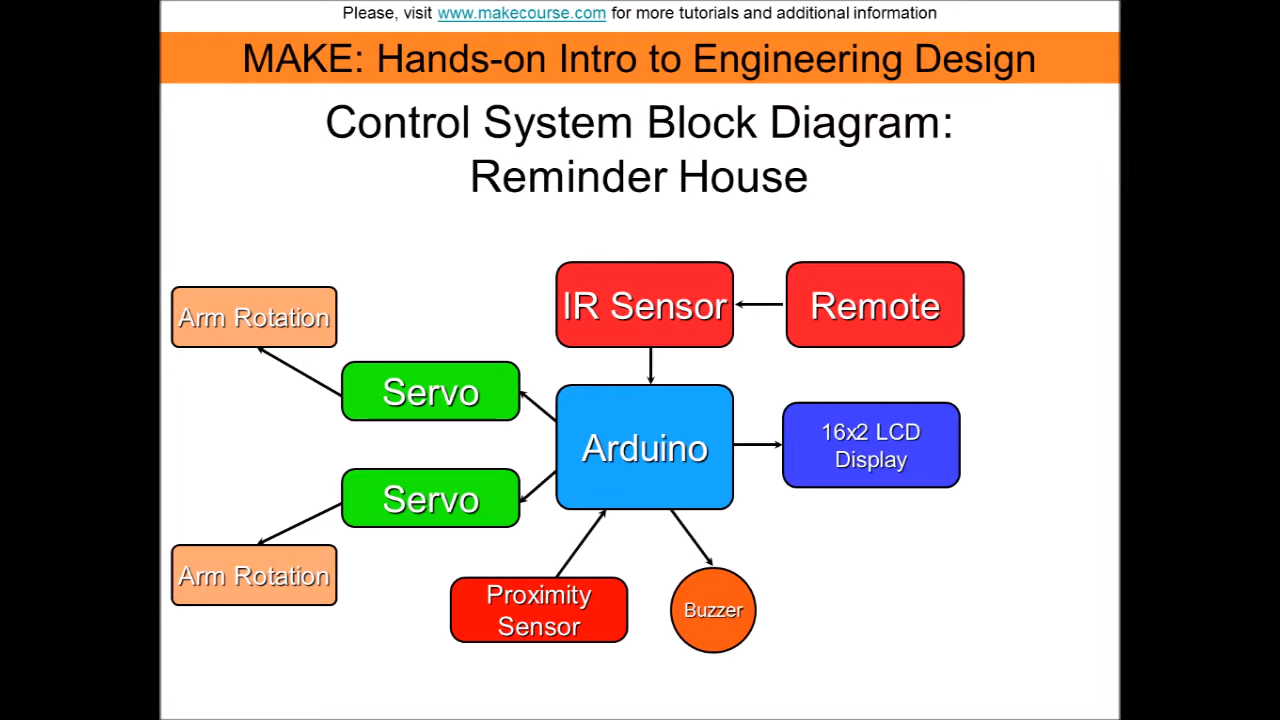 Please, visit www.makecourse.com for more tutorials and additional information
MAKE: Hands-on Intro to Engineering Design
Control System Block Diagram:
Reminder House
IR Sensor
Remote
Arm Rotation
Servo
Arduino
16x2 LCD
Display
Servo
Arm Rotation
Proximity
Sensor
Buzzer